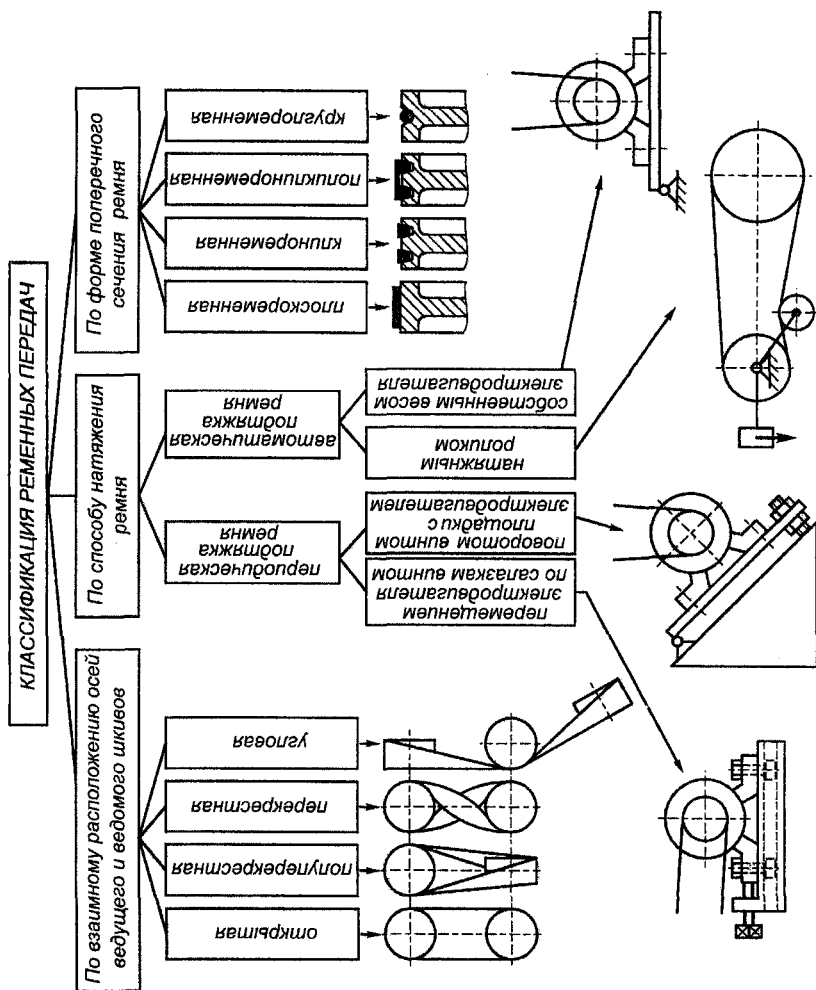 КЛАССИФИКАЦИЯ РЕМЕННЫХ ПЕРЕДАЧ
По взаимному расположению осей
ведущего и ведомого шкивов
открытая
полуперекрестная
перекрестная
угловая
По способу натяжения
ремня
периодическая
подтяжка
ремня
перемещением
электродвигателя
по салазкам винтом
поворотом винтом
площадки с
электродвигателем
автоматическая
подтяжка
ремня
натяжным
роликом
собственным весом
электродвигателя
По форме поперечного
сечения ремня
плоскоременная
клиноременная
поликлиноременная
круглоременная